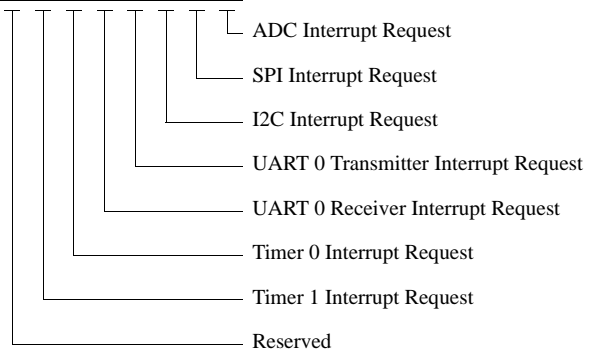 ADC Interrupt Request
SPI Interrupt Request
I2C Interrupt Request
UART 0 Transmitter Interrupt Request
UART 0 Receiver Interrupt Request
Timer 0 Interrupt Request
Timer 1 Interrupt Request
Reserved